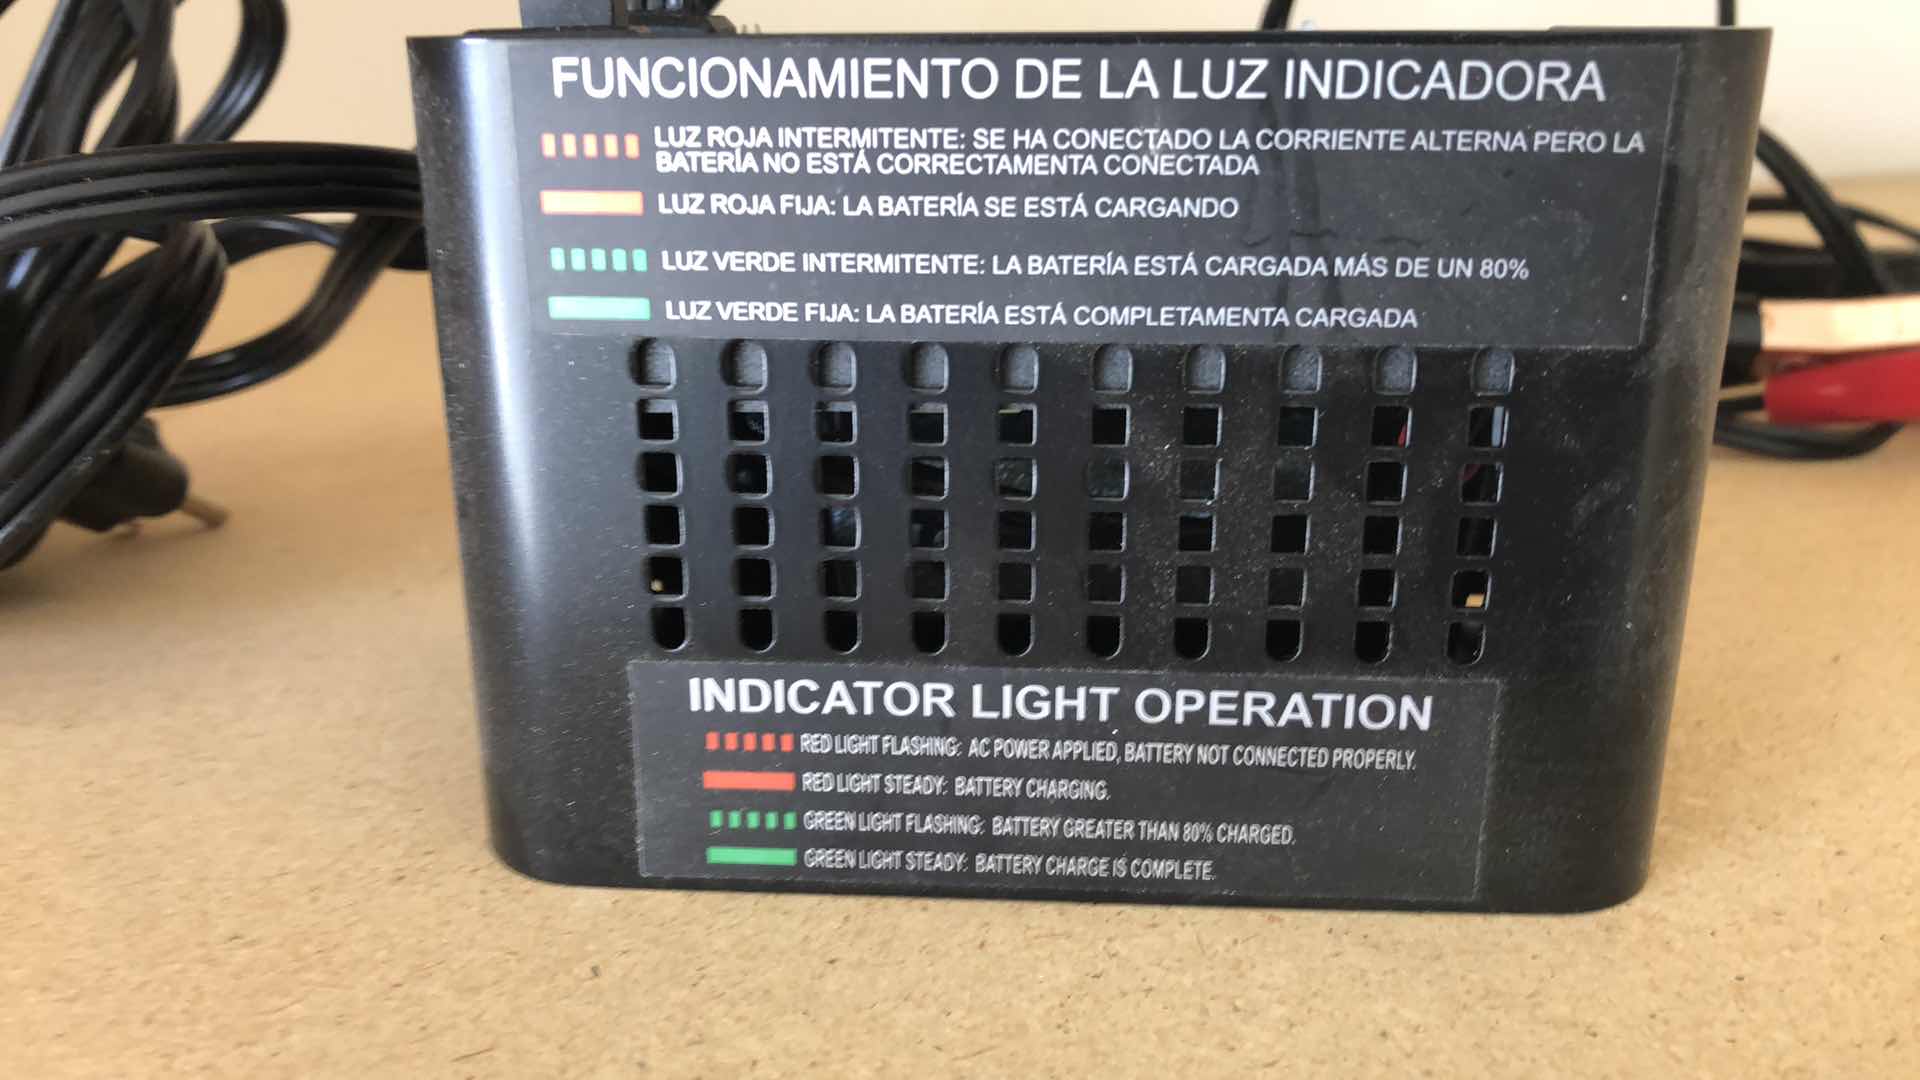 FUNCIONAMIENTO DE LA LUZ INDICADORA
LUZ ROJA INTERMITENTE: SE HA CONECTADO LA CORRIENTE ALTERNA PERO LA
BATERÍA NO ESTÁ CORRECTAMENTA CONECTADA
LUZ ROJA FIJA: LA BATERÍA SE ESTÁ CARGANDO
LUZ VERDE INTERMITENTE: LA BATERÍA ESTÁ CARGADA MÁS DE UN 80%
LUZ VERDE FIJA: LA BATERÍA ESTÁ COMPLETAMENTA CARGADA
INDICATOR LIGHT OPERATION
RED LIGHT FLASHING: AC POWER APPLIED, BATTERY NOT CONNECTED PROPERLY.
RED LIGHT STEADY: BATTERY CHARGING.
GREEN LIGHT FLASHING: BATTERY GREATER THAN 80% CHARGED.
GREEN LIGHT STEADY: BATTERY CHARGE IS COMPLETE.